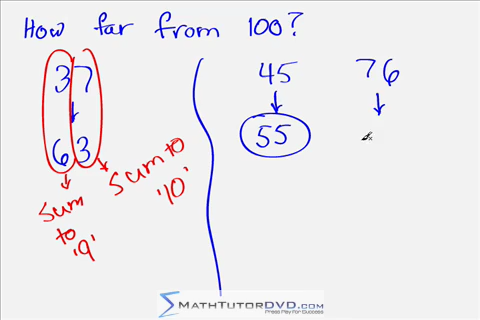 How far from 100?
37
63
Sum to '9'
Sum to '10'
45 76
55
MathTutorDVD.com
Press Play For Success